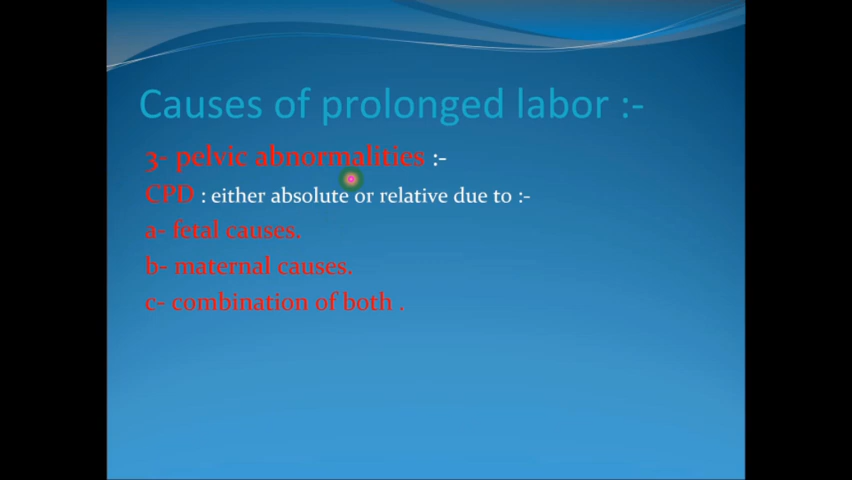 Causes of prolonged labor :-
3- pelvic abnormalities :-
CPD : either absolute or relative due to :-
a- fetal causes.
b- maternal causes.
c- combination of both .